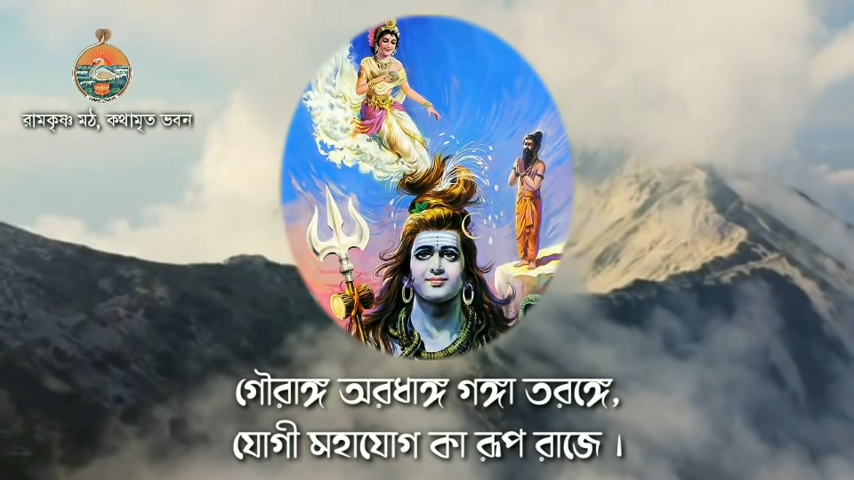 রামকৃষ্ণ মঠ, কথামৃত ভবন
গৌরাঙ্গ অরধাঙ্গ গঙ্গা তরঙ্গে,
যোগী মহাযোগ কা রূপ রাজে ।